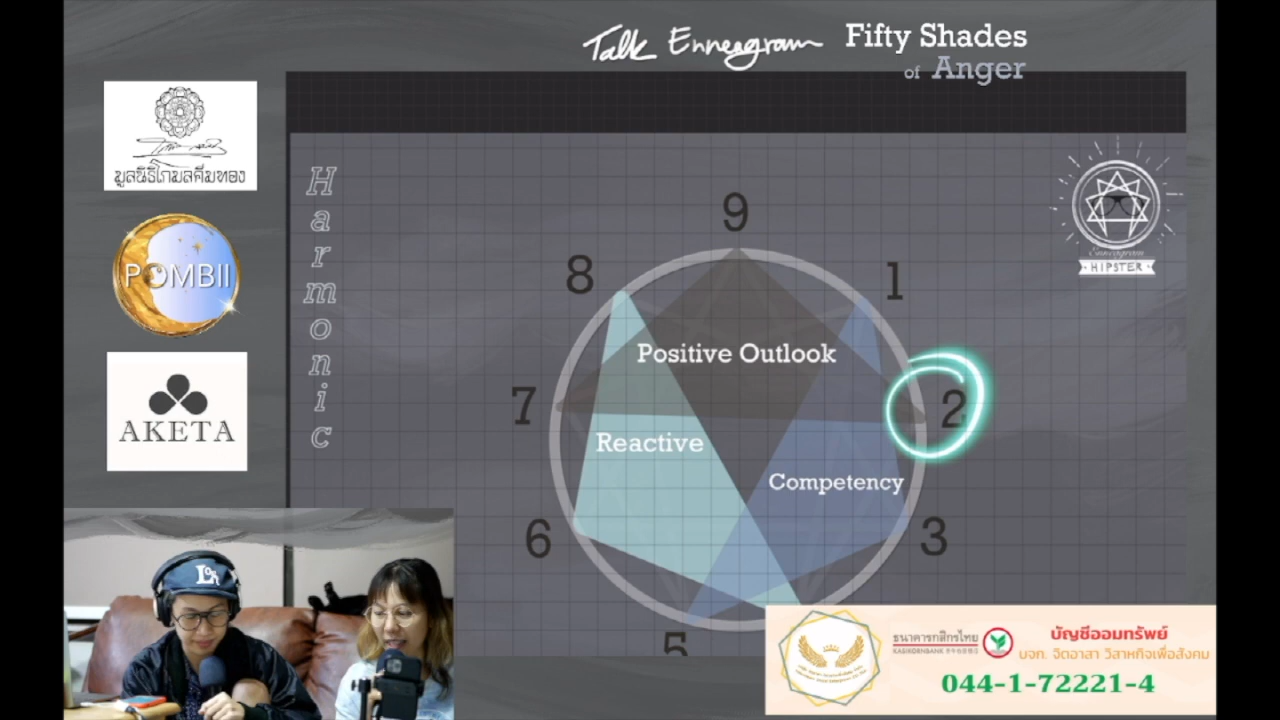 Talk Enneagram
Fifty Shades
of Anger
มูลนิธิโกมลคีมทอง
POMBII
AKETA
Harmonic
HIPSTER
9
8
1
Positive Outlook
7
2
Reactive
Competency
6
3
5
ธนาคารกสิกรไทย
KASIKORNBANK
บัญชีออมทรัพย์
มจก. จิตอาสา วิสาหกิจเพื่อสังคม
044-1-72221-4